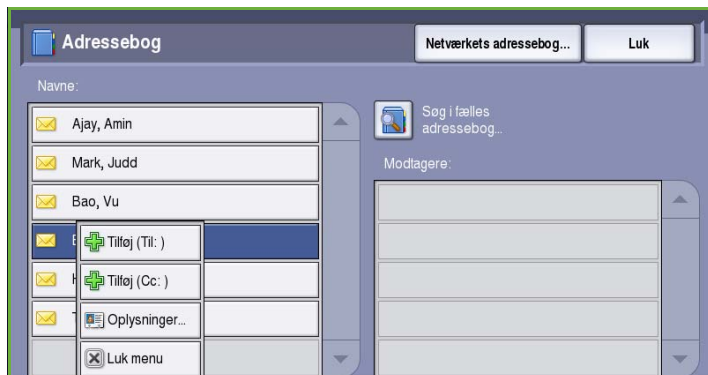 Adressebog
Netværkets adressebog...
Luk
Navne:
Ajay, Amin
Mark, Judd
Bao, Vu
Tilføj (Til: )
Tilføj (Cc: )
Oplysninger...
Luk menu
Søg i fælles
adressebog...
Modtagere: